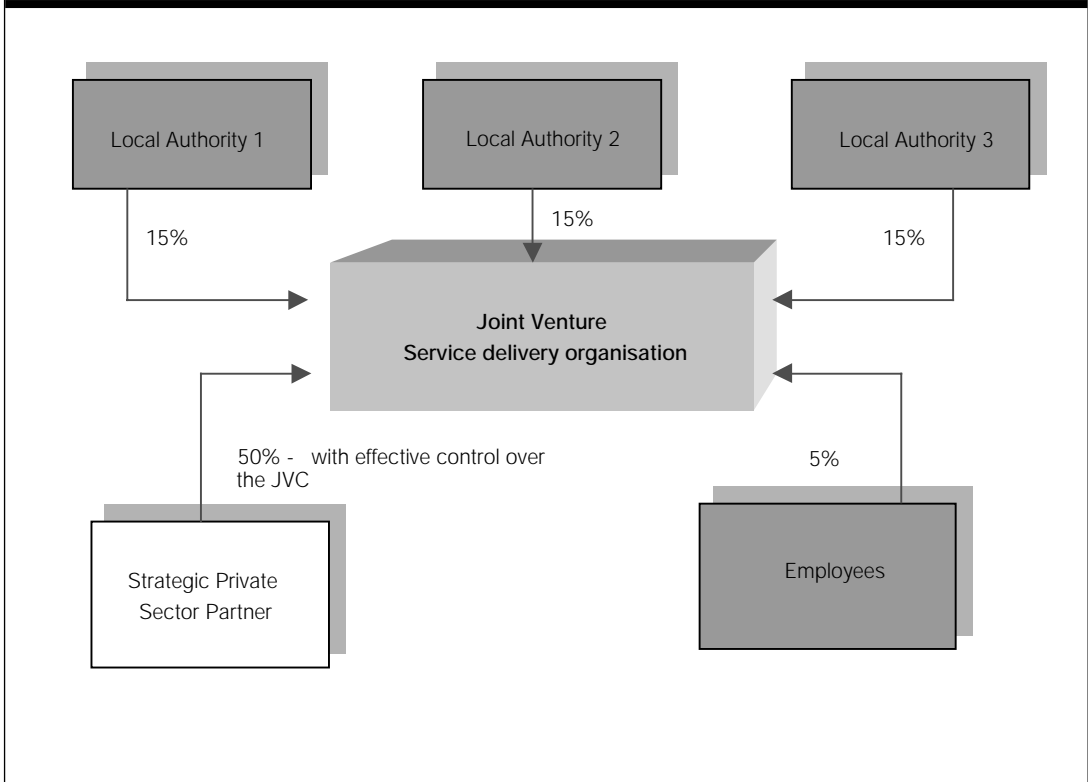 Local Authority 1
Local Authority 2
Local Authority 3
15%
15%
15%
Joint Venture
Service delivery organisation
50% - with effective control over
the JVC
5%
Strategic Private
Sector Partner
Employees